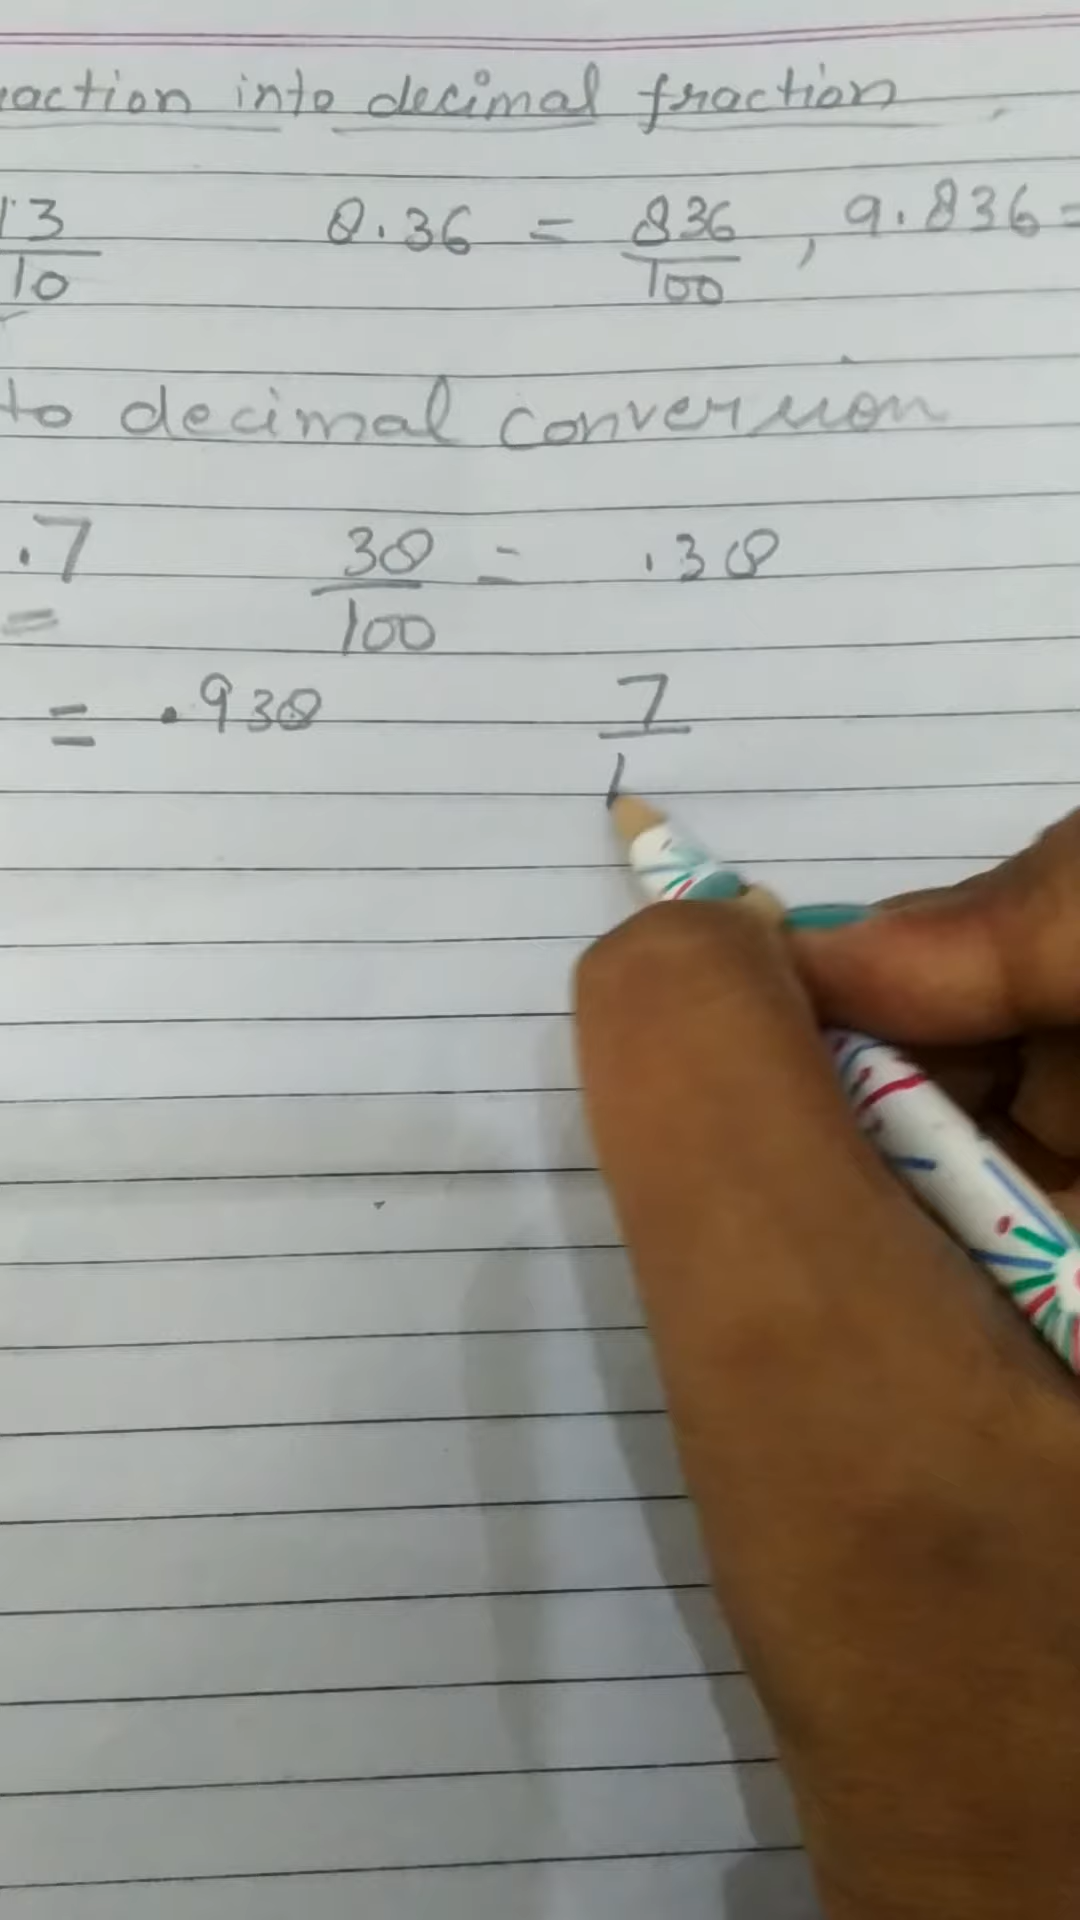 action into decimal fraction
13/10 8.36 = 836/100 , 9.836 =
to decimal conversion
.7 38/100 = .38
= .938 7/1